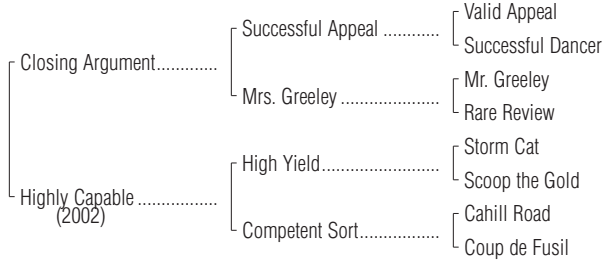 Valid Appeal
Successful Appeal ............
Successful Dancer
Closing Argument.............
Mr. Greeley
Mrs. Greeley ....................
Rare Review
Storm Cat
High Yield........................
Scoop the Gold
Highly Capable ................
(2002)
Cahill Road
Competent Sort................
Coup de Fusil